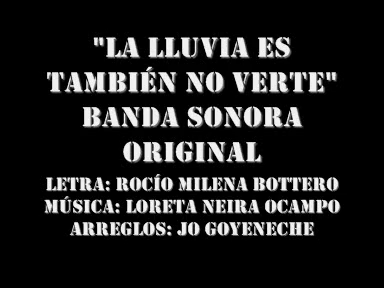 "LA LLUVIA ES
TAMBIÉN NO VERTE"
BANDA SONORA
ORIGINAL
LETRA: ROCÍO MILENA BOTTERO
MÚSICA: LORETA NEIRA OCAMPO
ARREGLOS: JO GOYENECHE